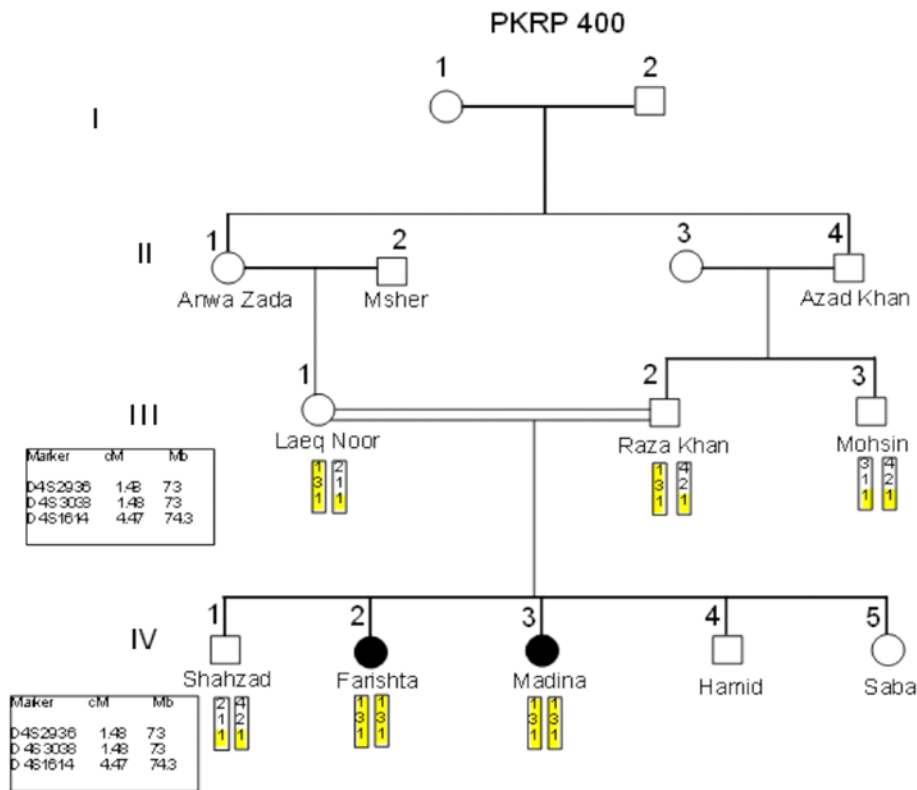 PKRP 400
1 2
I
1 2 3 4
II
Anwa Zada Msher Azad Khan
1 2 3
III
Laeq Noor Raza Khan Mohsin
Marker cM Mb
D4S2936 1.48 73
D4S3038 1.48 73
D4S1614 4.47 74.3
1 2 1 4 3 4
3 1 3 2 1 2
1 1 1 1 1 1
1 2 3 4 5
IV
Shahzad Farishta Madina Hamid Saba
Marker cM Mb
D4S2936 1.48 73
D4S3038 1.48 73
D4S1614 4.47 74.3
2 4 1 1 1 1
1 2 3 3 3 3
1 1 1 1 1 1